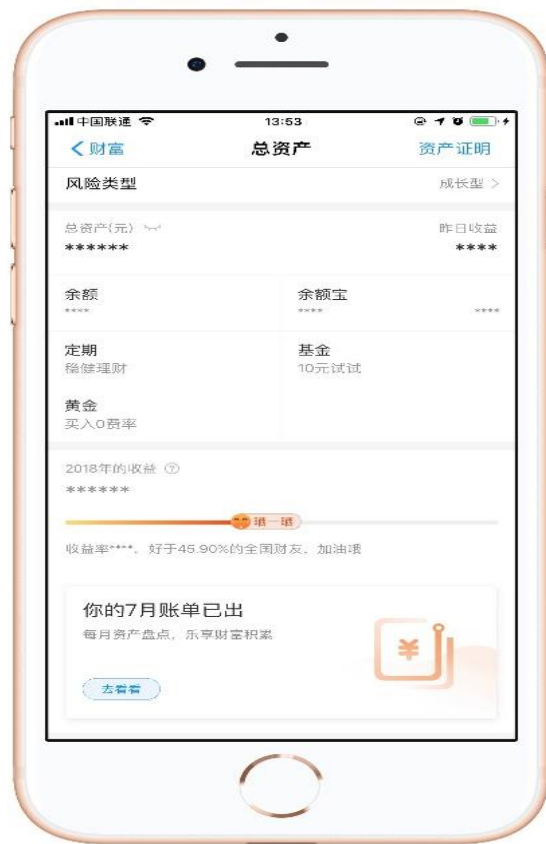 中国联通 13:53
财富 总资产 资产证明
风险类型 成长型 >
总资产(元) 昨日收益
****** ****
余额 余额宝
**** **** ****
定期 基金
稳健理财 10元试试
黄金
买入0费率
2018年的收益 ?
******
晒一晒
收益率****，好于45.90%的全国财友，加油哦
你的7月账单已出
每月资产盘点，乐享财富积累
¥
去看看